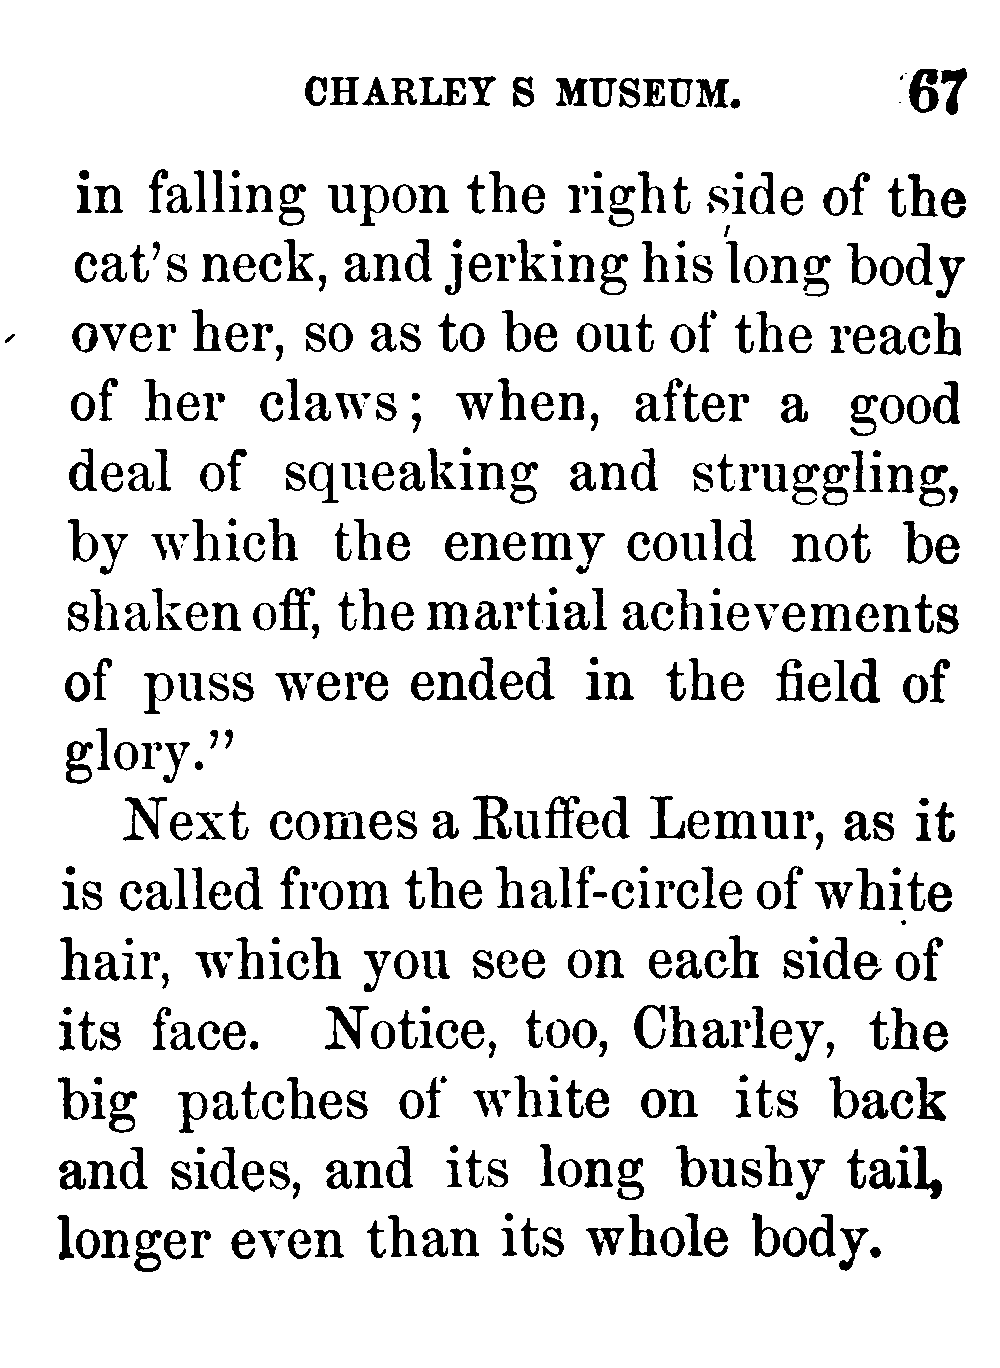 CHARLEY S MUSEUM. 67
in falling upon the right side of the
cat's neck, and jerking his long body
over her, so as to be out of the reach
of her claws; when, after a good
deal of squeaking and struggling,
by which the enemy could not be
shaken off, the martial achievements
of puss were ended in the field of
glory."
Next comes a Ruffed Lemur, as it
is called from the half-circle of white
hair, which you see on each side of
its face. Notice, too, Charley, the
big patches of white on its back
and sides, and its long bushy tail,
longer even than its whole body.